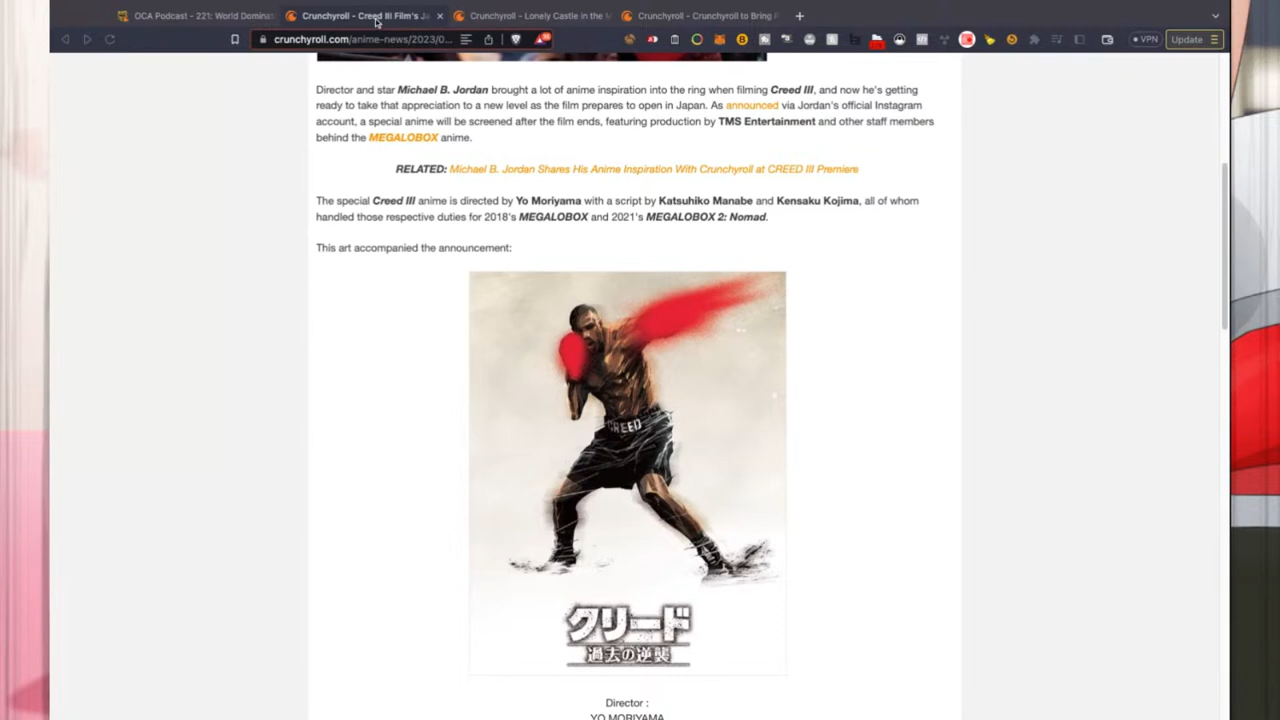 OCA Podcast - 221: World Domina
Crunchyroll - Creed III Film's Ja
Crunchyroll - Lonely Castle in the M
Crunchyroll - Crunchyroll to Bring F
crunchyroll.com/anime-news/2023/0...
VPN
Update
Director and star Michael B. Jordan brought a lot of anime inspiration into the ring when filming Creed III, and now he's getting
ready to take that appreciation to a new level as the film prepares to open in Japan. As announced via Jordan's official Instagram
account, a special anime will be screened after the film ends, featuring production by TMS Entertainment and other staff members
behind the MEGALOBOX anime.
RELATED: Michael B. Jordan Shares His Anime Inspiration With Crunchyroll at CREED III Premiere
The special Creed III anime is directed by Yo Moriyama with a script by Katsuhiko Manabe and Kensaku Kojima, all of whom
handled those respective duties for 2018's MEGALOBOX and 2021's MEGALOBOX 2: Nomad.
This art accompanied the announcement:
CREED
クリード
過去の逆襲
Director :
YO MORIYAMA